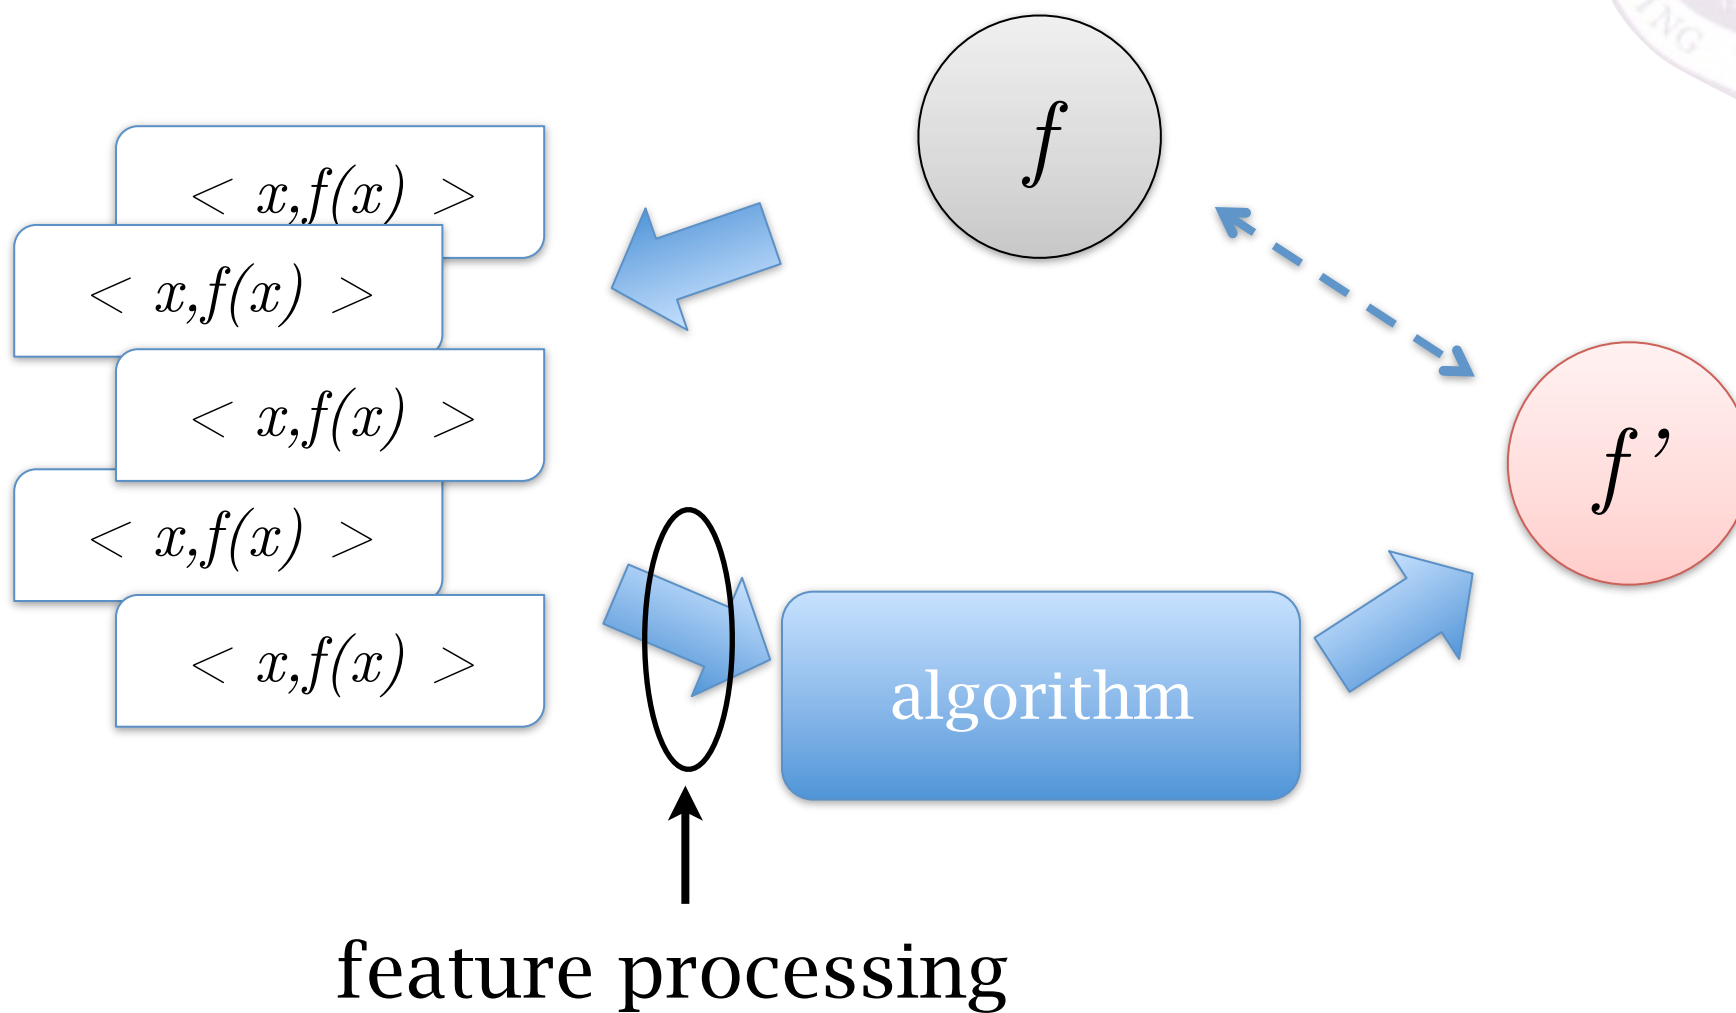 f
< x,f(x) >
< x,f(x) >
< x,f(x) >
< x,f(x) >
< x,f(x) >
f’
algorithm
feature processing